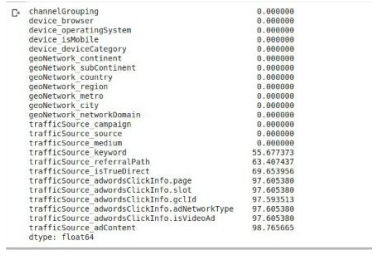 channelGrouping 0.000000
device_browser 0.000000
device_operatingSystem 0.000000
device_isMobile 0.000000
device_deviceCategory 0.000000
geoNetwork_continent 0.000000
geoNetwork_subContinent 0.000000
geoNetwork_country 0.000000
geoNetwork_region 0.000000
geoNetwork_metro 0.000000
geoNetwork_city 0.000000
geoNetwork_networkDomain 0.000000
trafficSource_campaign 0.000000
trafficSource_source 0.000000
trafficSource_medium 0.000000
trafficSource_keyword 55.677373
trafficSource_referralPath 63.407437
trafficSource_isTrueDirect 69.653956
trafficSource_adwordsClickInfo.page 97.605380
trafficSource_adwordsClickInfo.slot 97.605380
trafficSource_adwordsClickInfo.gclId 97.593513
trafficSource_adwordsClickInfo.adNetworkType 97.605380
trafficSource_adwordsClickInfo.isVideoAd 97.605380
trafficSource_adContent 98.765665
dtype: float64